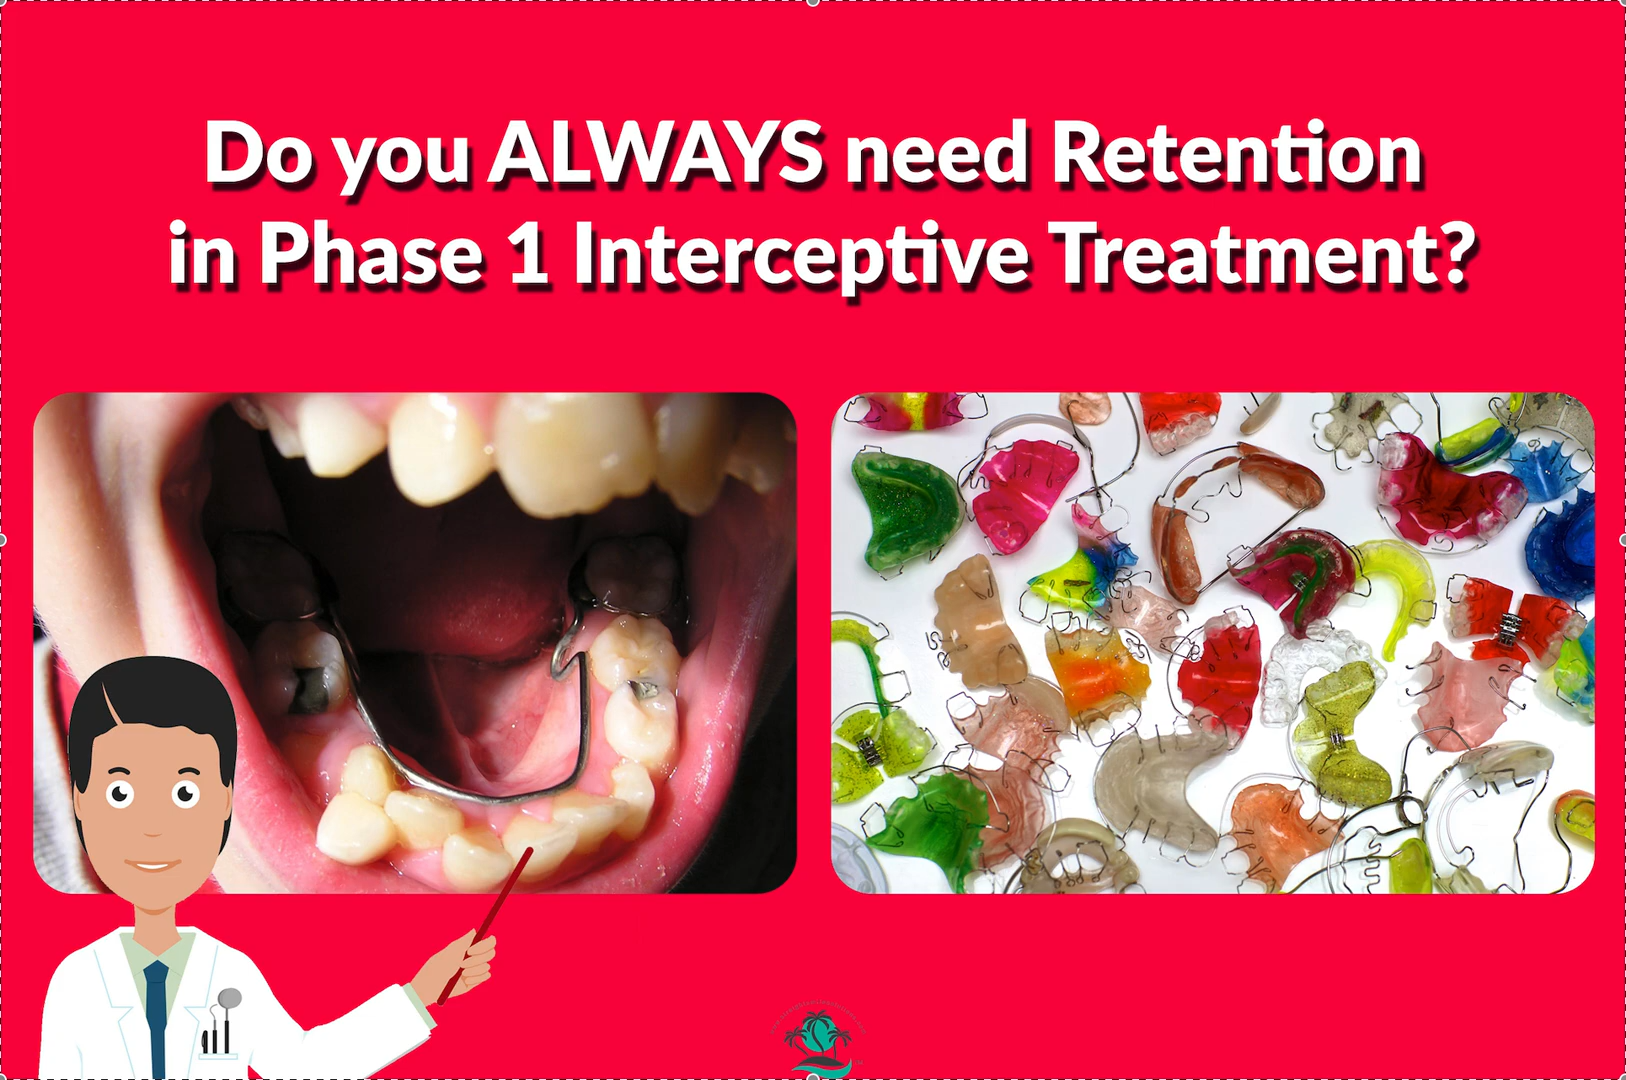 Do you ALWAYS need Retention
in Phase 1 Interceptive Treatment?